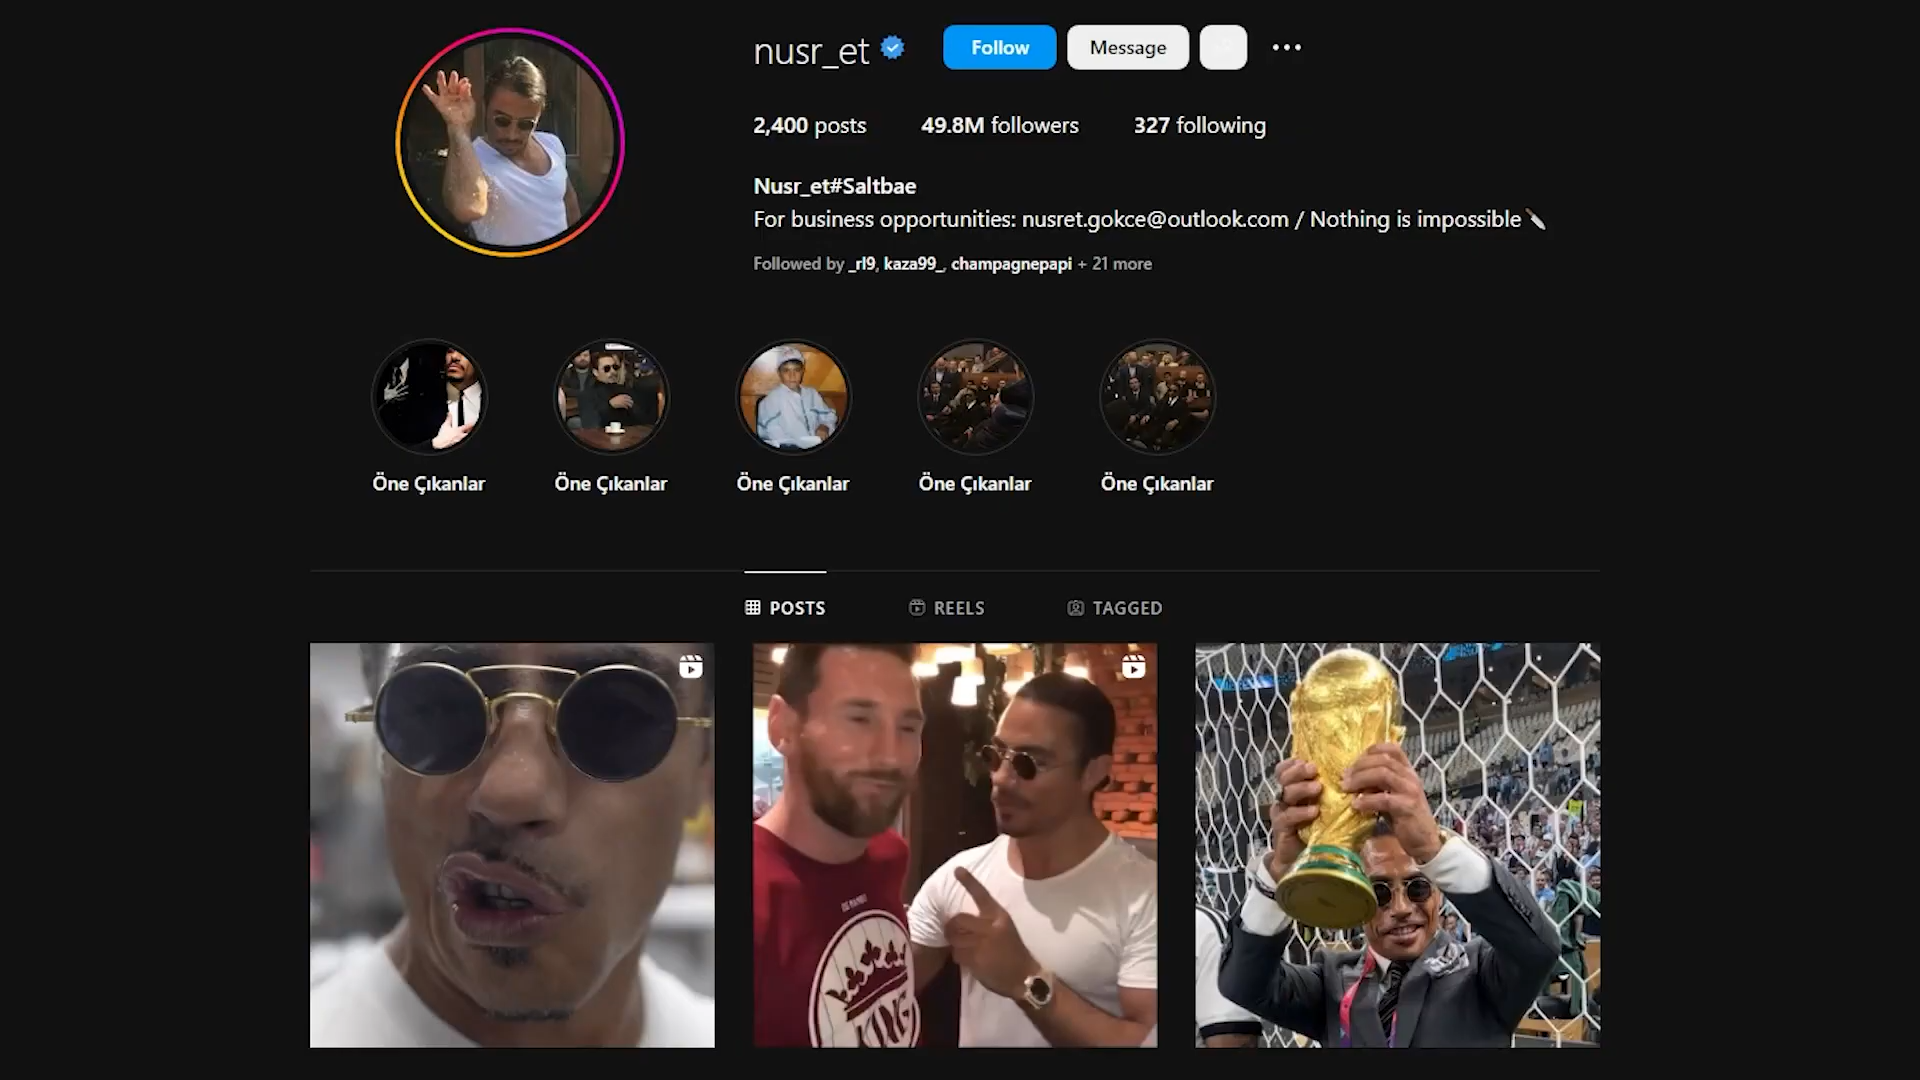 nusr_et
Follow
Message
2,400 posts
49.8M followers
327 following
Nusr_et#Saltbae
For business opportunities: nusret.gokce@outlook.com / Nothing is impossible
Followed by _rl9, kaza99_, champagnepapi + 21 more
Öne Çıkanlar
Öne Çıkanlar
Öne Çıkanlar
Öne Çıkanlar
Öne Çıkanlar
POSTS
REELS
TAGGED
KING